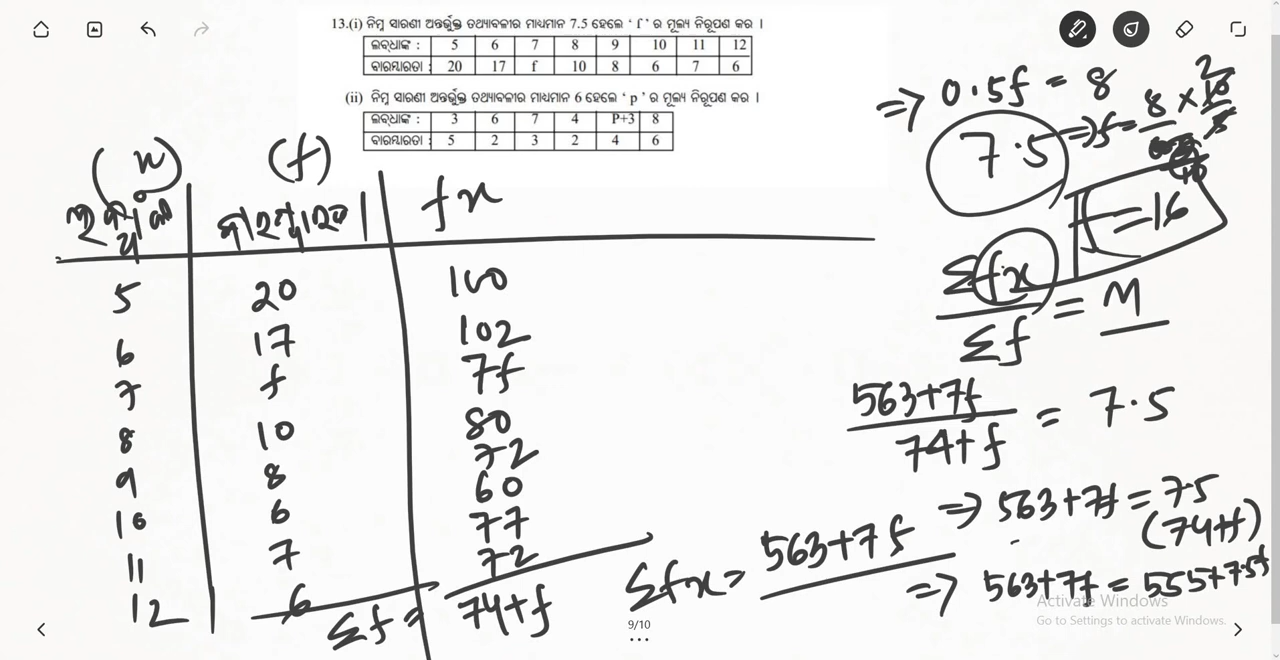 13.(i) ନିମ୍ନ ସାରଣୀ ଅନ୍ତର୍ଭୁକ୍ତ ତଥ୍ୟାବଳୀର ମାଧ୍ୟମାନ 7.5 ହେଲେ ‘ f ’ ର ମୂଲ୍ୟ ନିରୂପଣ କର ।
ଲବ୍ଧାଙ୍କ : 5 6 7 8 9 10 11 12
ବାରମ୍ବାରତା : 20 17 f 10 8 6 7 6
(ii) ନିମ୍ନ ସାରଣୀ ଅନ୍ତର୍ଭୁକ୍ତ ତଥ୍ୟାବଳୀର ମାଧ୍ୟମାନ 6 ହେଲେ ‘ p ’ ର ମୂଲ୍ୟ ନିରୂପଣ କର ।
ଲବ୍ଧାଙ୍କ : 3 6 7 4 P+3 8
ବାରମ୍ବାରତା : 5 2 3 2 4 6
(x) (f) fx
5 20 100
6 17 102
7 f 7f
8 10 80
9 8 72
10 6 60
11 7 77
12 6 72
Σf = 74+f
Σfx = 563+7f
⇒ 0.5f = 8
7.5
f = 16
Σfx / Σf = M
563+7f / 74+f = 7.5
⇒ 563+7f = 7.5 (74+f)
⇒ 563+7f = 555+7.5f
Activate Windows
Go to Settings to activate Windows.
9/10